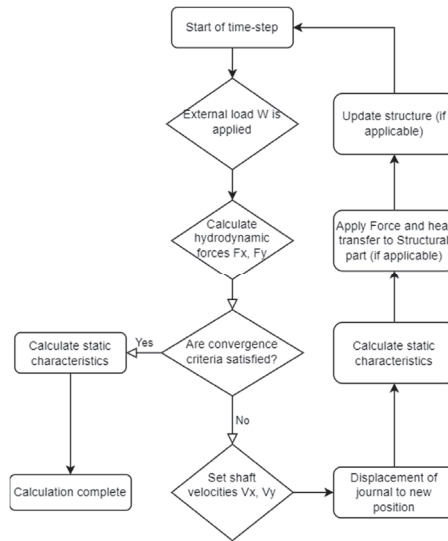 Start of time-step
External load W is
applied
Calculate
hydrodynamic
forces Fx, Fy
Are convergence
criteria satisfied?
Yes
Calculate static
characteristics
Calculation complete
No
Set shaft
velocities Vx, Vy
Displacement of
journal to new
position
Calculate static
characteristics
Apply Force and hea
transfer to Structural
part (if applicable)
Update structure (if
applicable)